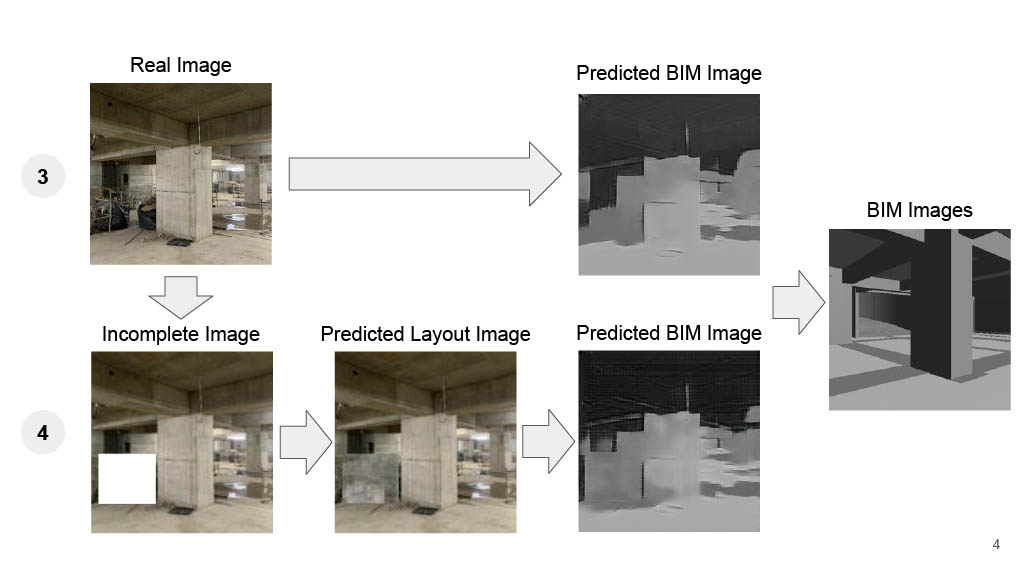 Real Image
Predicted BIM Image
3
BIM Images
Incomplete Image
Predicted Layout Image
Predicted BIM Image
4
4